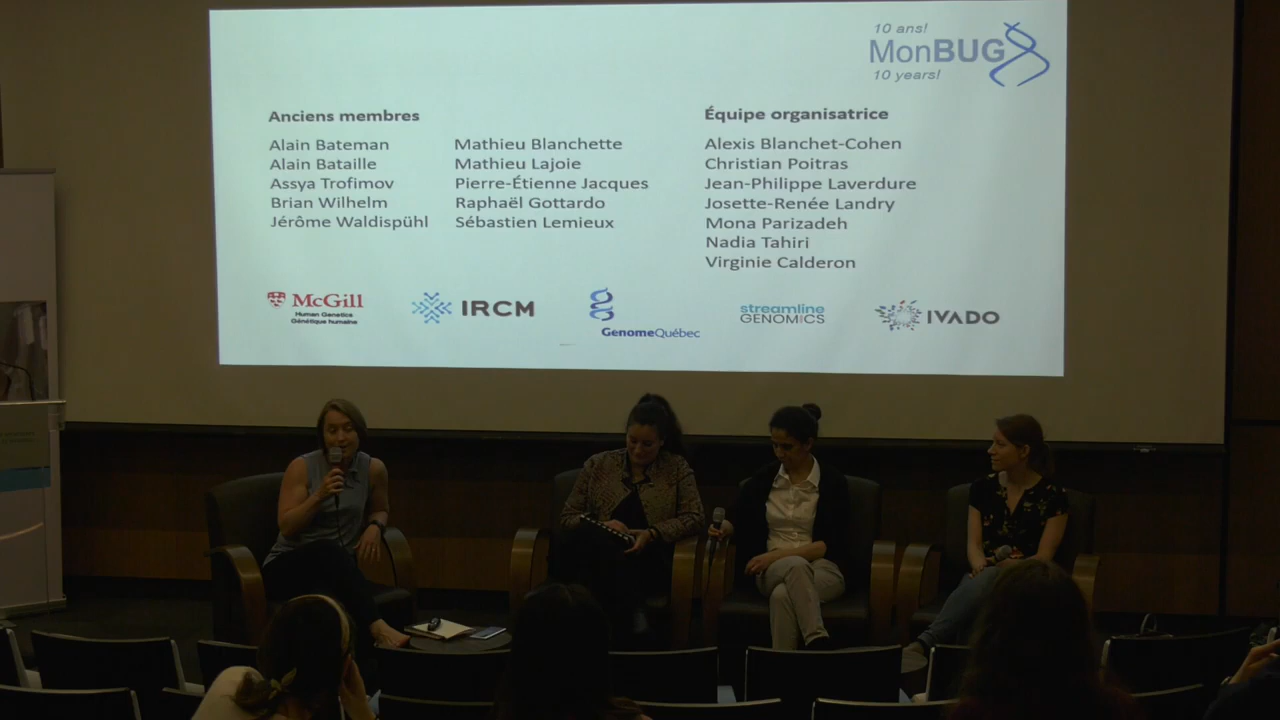 10 ans!
MonBUG
10 years!
Anciens membres
Alain Bateman
Alain Bataille
Assya Trofimov
Brian Wilhelm
Jérôme Waldispühl
Mathieu Blanchette
Mathieu Lajoie
Pierre-Étienne Jacques
Raphaël Gottardo
Sébastien Lemieux
Équipe organisatrice
Alexis Blanchet-Cohen
Christian Poitras
Jean-Philippe Laverdure
Josette-Renée Landry
Mona Parizadeh
Nadia Tahiri
Virginie Calderon
McGill
Human Genetics
Génétique humaine
IRCM
GenomeQuébec
streamline
GENOMICS
IVADO